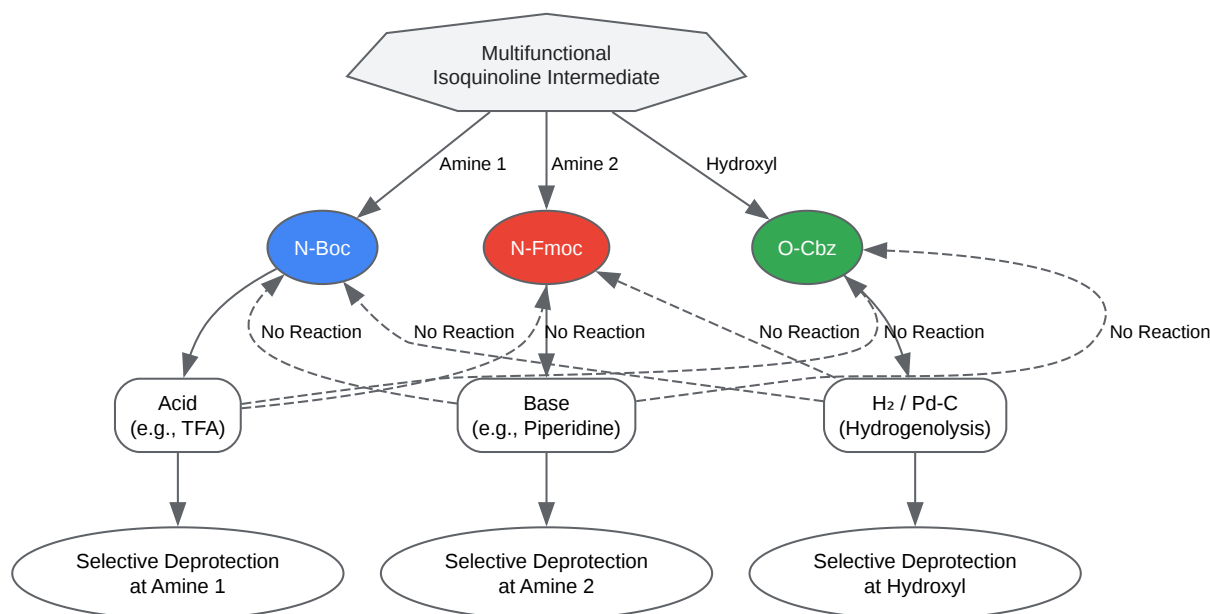 Multifunctional
Isoquinoline Intermediate
Amine 1
Amine 2
Hydroxyl
N-Boc
N-Fmoc
O-Cbz
No Reaction
No Reaction
No Reaction
No Reaction
No Reaction
No Reaction
Acid
(e.g., TFA)
Base
(e.g., Piperidine)
H₂ / Pd-C
(Hydrogenolysis)
Selective Deprotection
at Amine 1
Selective Deprotection
at Amine 2
Selective Deprotection
at Hydroxyl